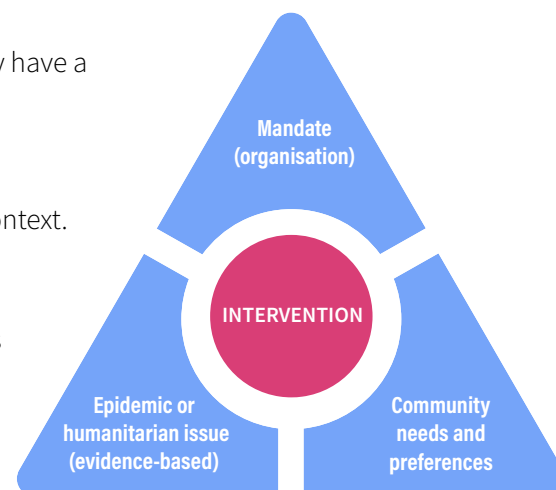 have a
Mandate
(organisation)
ontext.
INTERVENTION
Epidemic or
humanitarian issue
(evidence-based)
Community
needs and
preferences